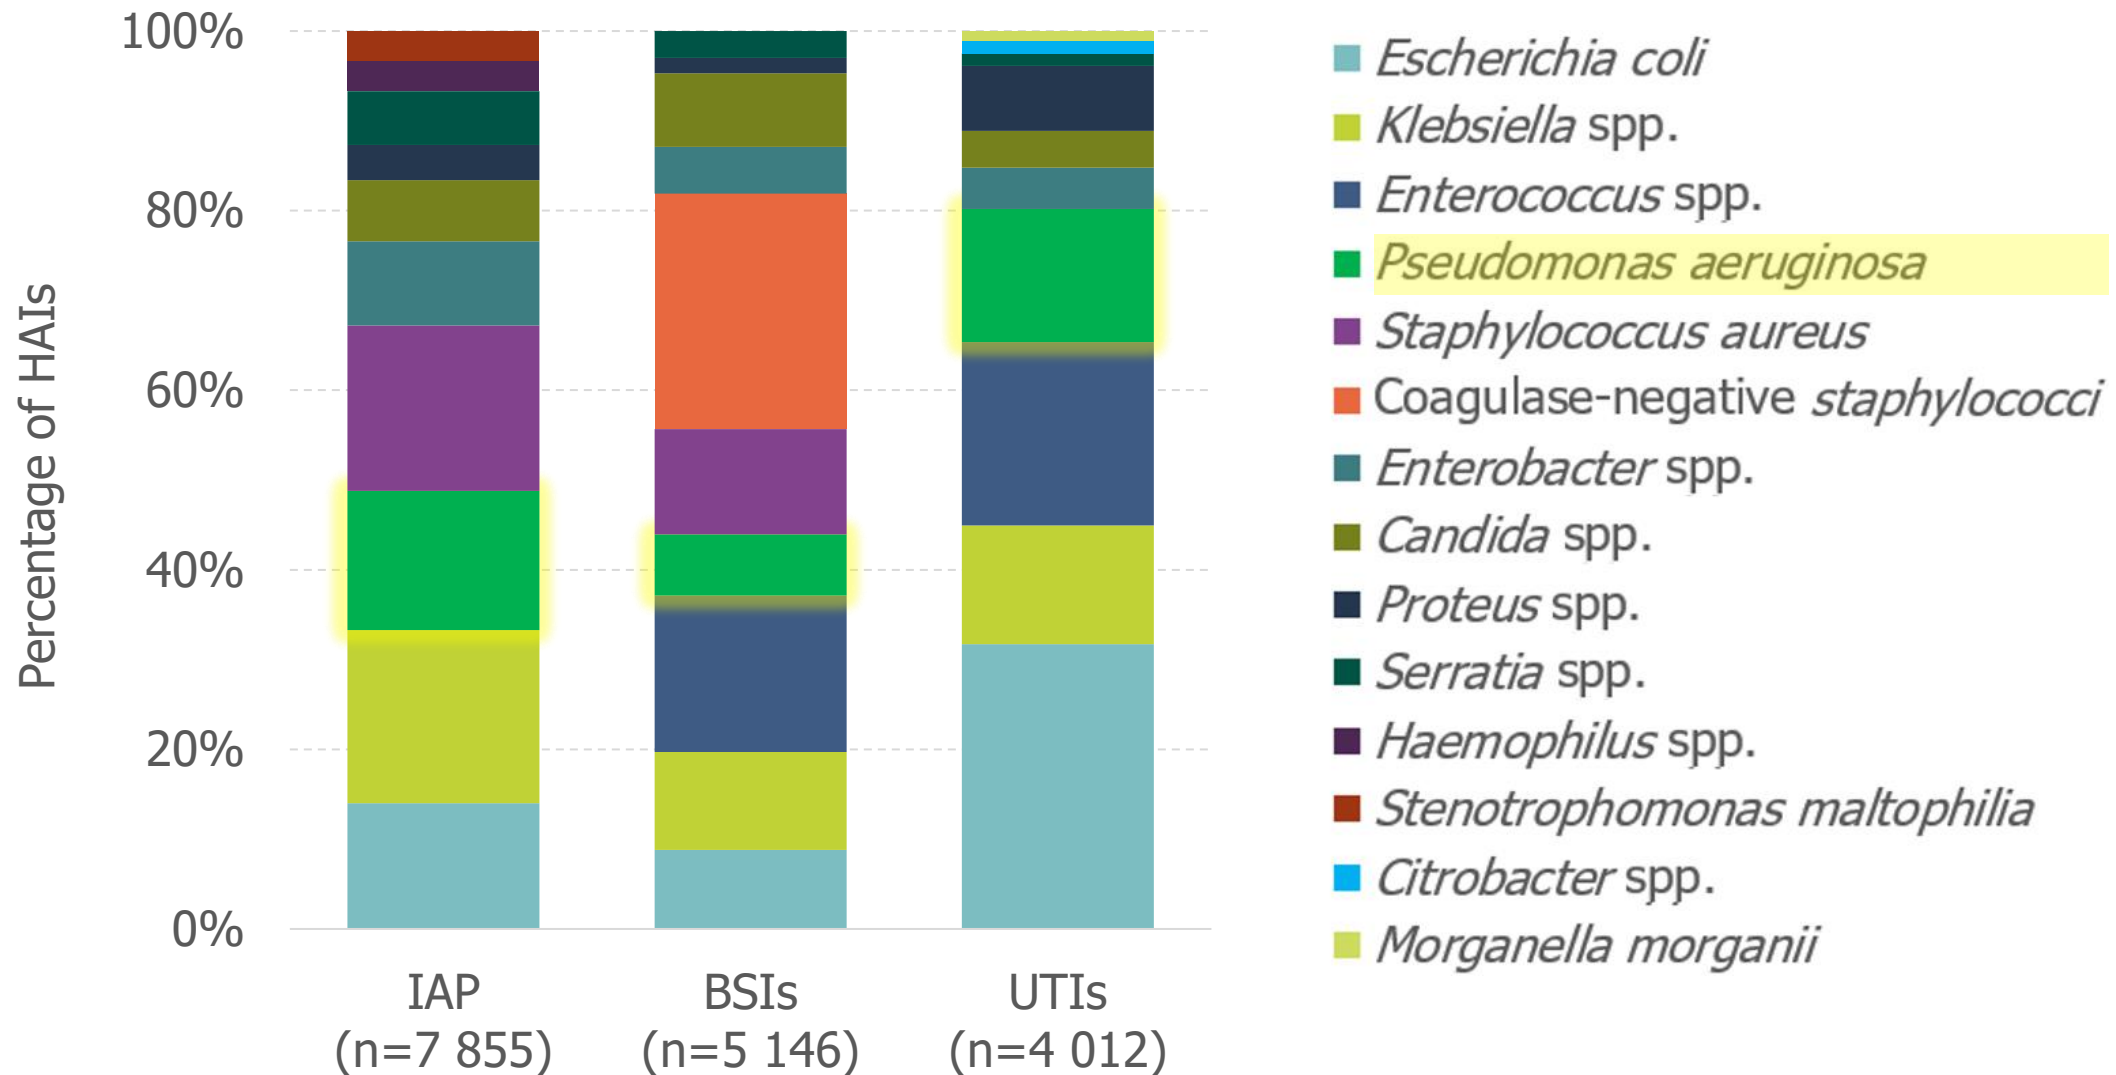 Percentage of HAIs
100%
80%
60%
40%
20%
0%
IAP
(n=7 855)
BSIs
(n=5 146)
UTIs
(n=4 012)
Escherichia coli
Klebsiella spp.
Enterococcus spp.
Pseudomonas aeruginosa
Staphylococcus aureus
Coagulase-negative staphylococci
Enterobacter spp.
Candida spp.
Proteus spp.
Serratia spp.
Haemophilus spp.
Stenotrophomonas maltophilia
Citrobacter spp.
Morganella morganii